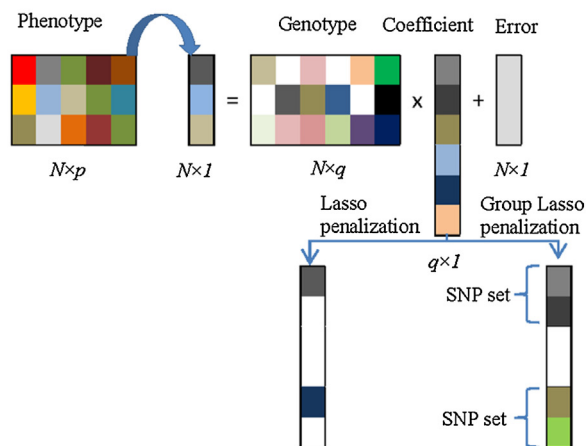 Phenotype
Genotype
Coefficient
Error
=
x
+
N×p
N×1
N×q
N×1
Lasso
penalization
Group Lasso
penalization
q×1
SNP set
SNP set